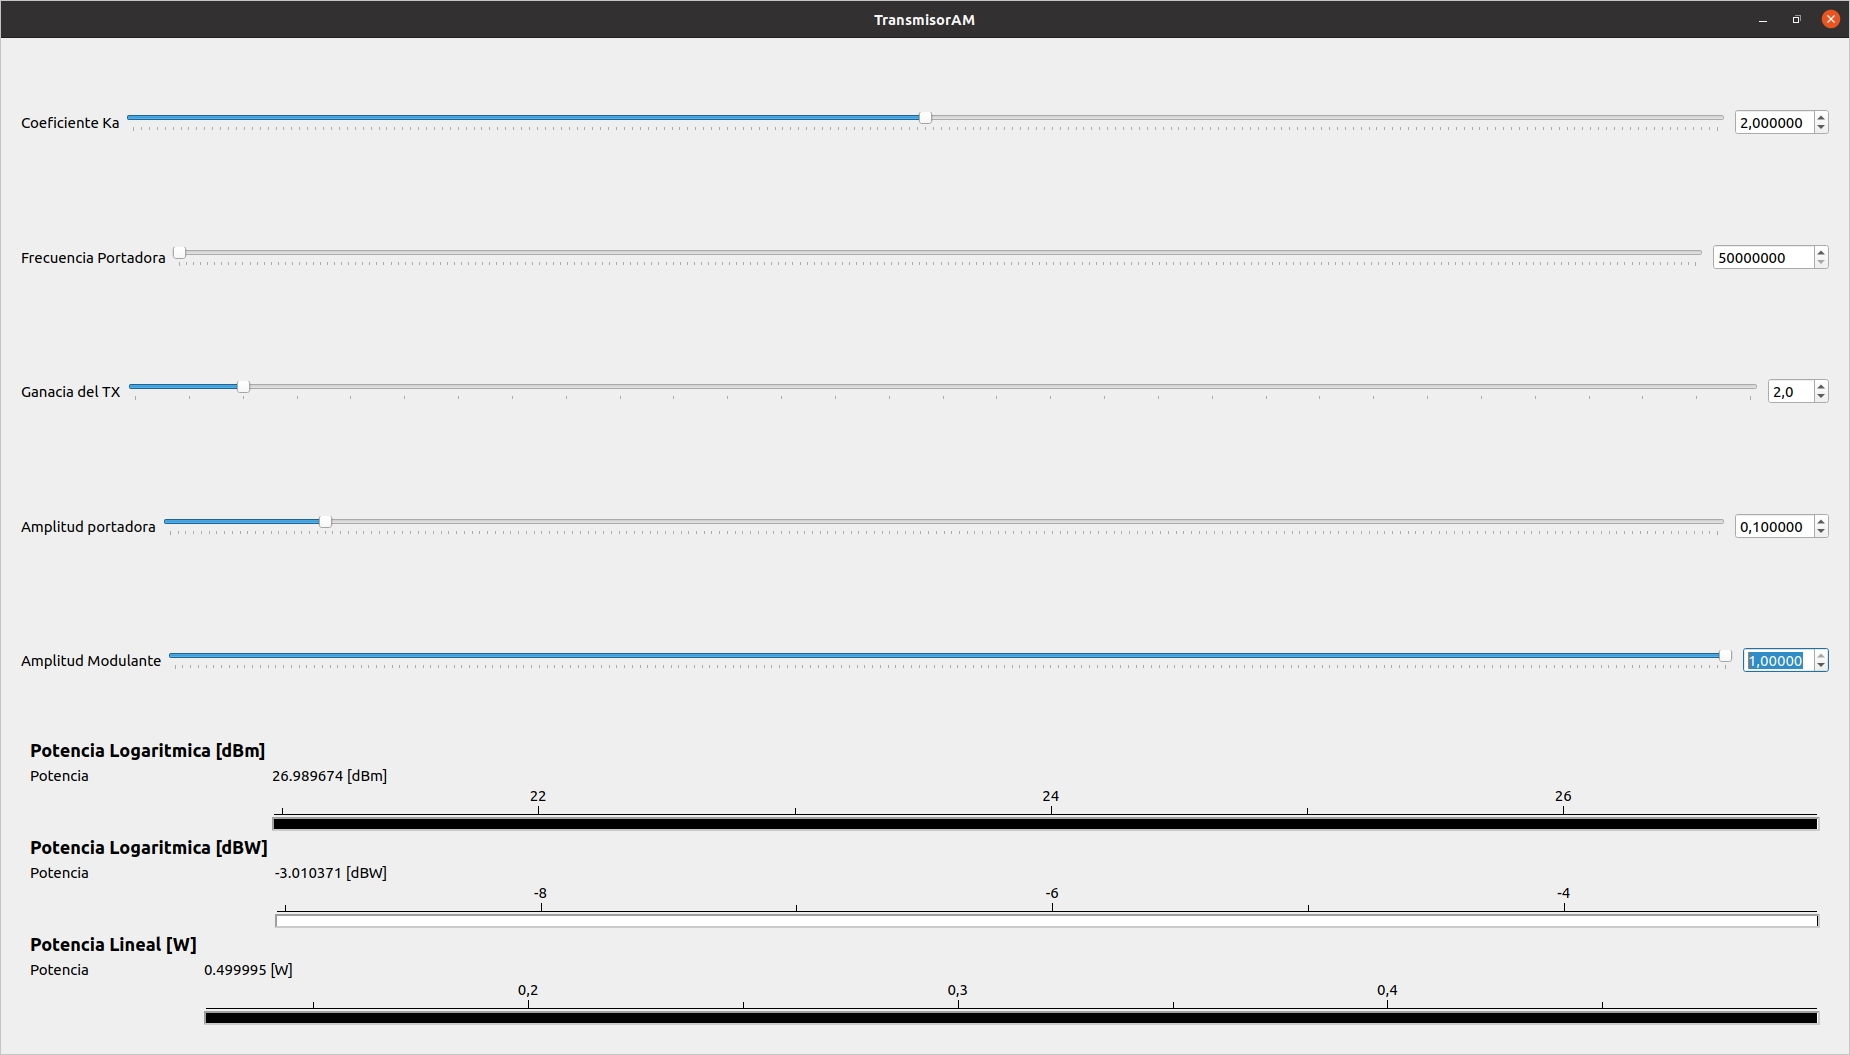 TransmisorAM
Coeficiente Ka 2,000000
Frecuencia Portadora 50000000
Ganacia del TX 2,0
Amplitud portadora 0,100000
Amplitud Modulante 1,00000
Potencia Logaritmica [dBm]
Potencia 26.989674 [dBm]
22 24 26
Potencia Logaritmica [dBW]
Potencia -3.010371 [dBW]
-8 -6 -4
Potencia Lineal [W]
Potencia 0.499995 [W]
0,2 0,3 0,4